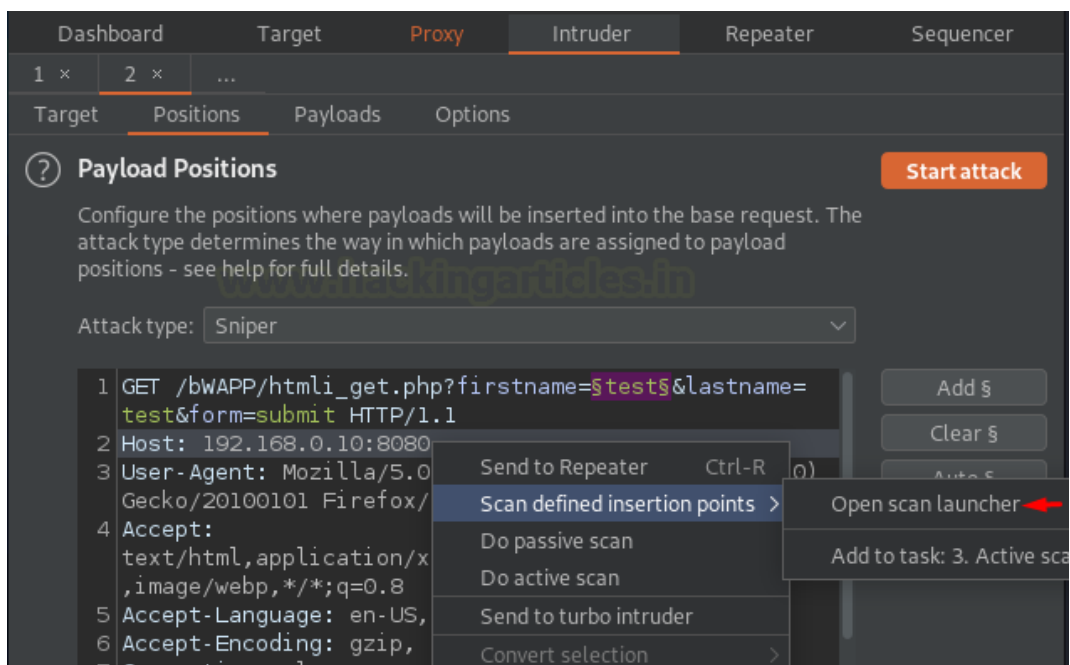 Dashboard Target Proxy Intruder Repeater Sequencer
1 × 2 × ...
Target Positions Payloads Options
? Payload Positions
Start attack
Configure the positions where payloads will be inserted into the base request. The
attack type determines the way in which payloads are assigned to payload
positions - see help for full details.
www.hackingarticles.in
Attack type: Sniper
1 GET /bWAPP/htmli_get.php?firstname=§test§&lastname=
test&form=submit HTTP/1.1
2 Host: 192.168.0.10:8080
3 User-Agent: Mozilla/5.0
0)
Gecko/20100101 Firefox/
4 Accept:
text/html,application/x
,image/webp,*/*;q=0.8
5 Accept-Language: en-US,
6 Accept-Encoding: gzip,
Add §
Clear §
Auto §
Send to Repeater Ctrl-R
Scan defined insertion points >
Do passive scan
Do active scan
Send to turbo intruder
Convert selection >
Open scan launcher
Add to task: 3. Active sca